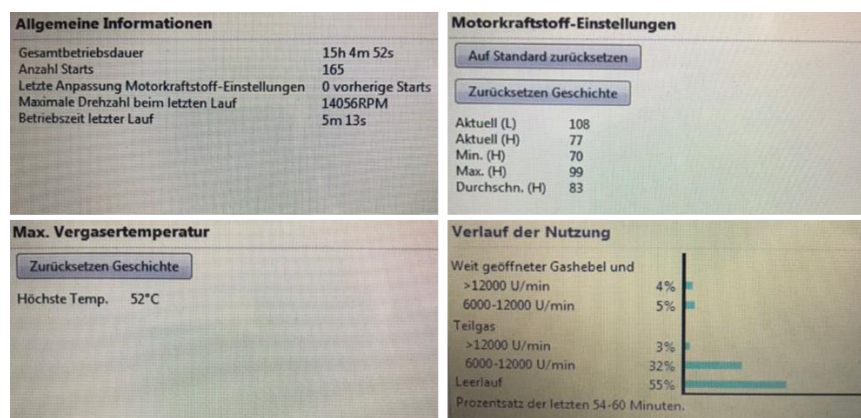 Allgemeine Informationen
Gesamtbetriebsdauer 15h 4m 52s
Anzahl Starts 165
Letzte Anpassung Motorkraftstoff-Einstellungen 0 vorherige Starts
Maximale Drehzahl beim letzten Lauf 14056RPM
Betriebszeit letzter Lauf 5m 13s
Motorkraftstoff-Einstellungen
Auf Standard zurücksetzen
Zurücksetzen Geschichte
Aktuell (L) 108
Aktuell (H) 77
Min. (H) 70
Max. (H) 99
Durchschn. (H) 83
Max. Vergasertemperatur
Zurücksetzen Geschichte
Höchste Temp. 52°C
Verlauf der Nutzung
Weit geöffneter Gashebel und
>12000 U/min 4%
6000-12000 U/min 5%
Teilgas
>12000 U/min 3%
6000-12000 U/min 32%
Leerlauf 55%
Prozentsatz der letzten 54-60 Minuten.